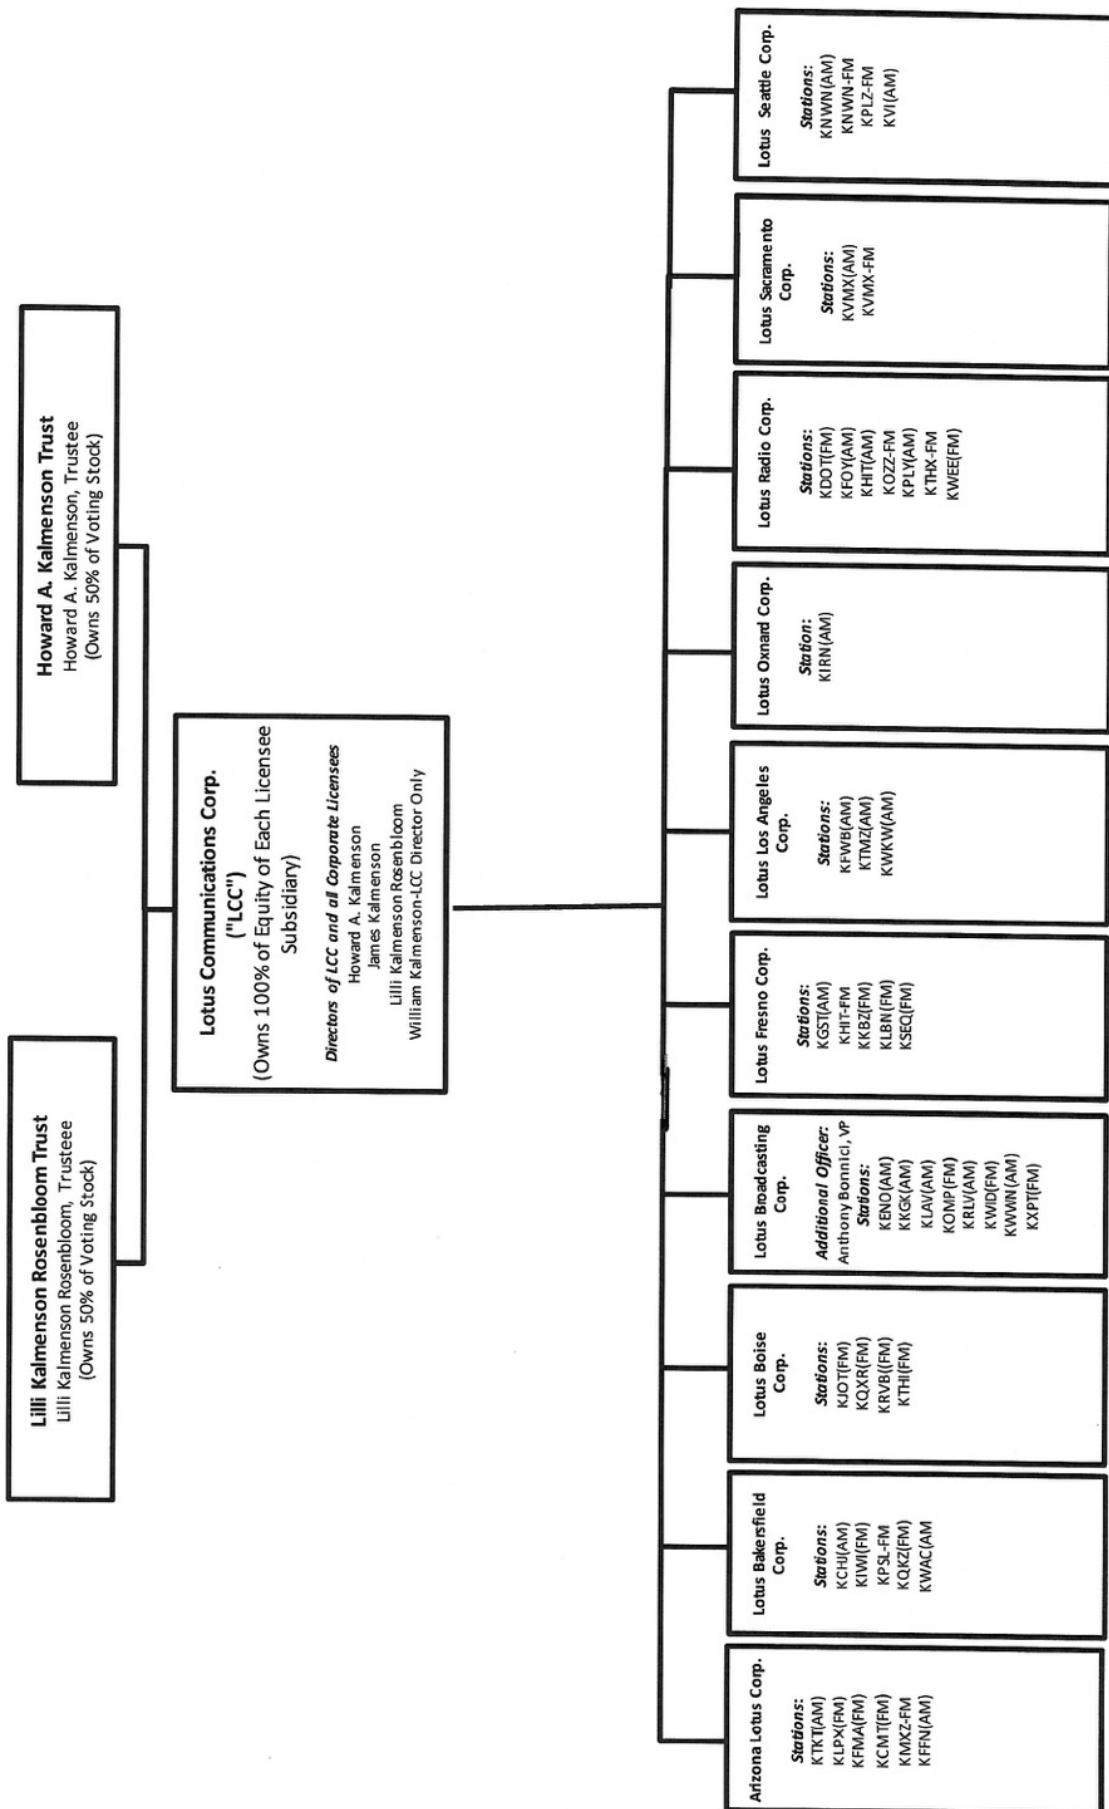 Lilli Kalmenson Rosenbloom Trust
Lilli Kalmenson Rosenbloom, Trusteee
(Owns 50% of Voting Stock)
Howard A. Kalmenson Trust
Howard A. Kalmenson, Trustee
(Owns 50% of Voting Stock)
Lotus Communications Corp.
("LCC")
(Owns 100% of Equity of Each Licensee
Subsidiary)
Directors of LCC and all Corporate Licensees
Howard A. Kalmenson
James Kalmenson
Lilli Kalmenson Rosenbloom
William Kalmenson-LCC Director Only
Arizona Lotus Corp.
Stations:
KTKT(AM)
KLPX(FM)
KFMA(FM)
KCMT(FM)
KMXZ-FM
KFFN(AM)
Lotus Bakersfield
Corp.
Stations:
KCHJ(AM)
KIWI(FM)
KPSL-FM
KQKZ(FM)
KWAC(AM
Lotus Boise
Corp.
Stations:
KJOT(FM)
KQXR(FM)
KRVB((FM)
KTHI(FM)
Lotus Broadcasting
Corp.
Additional Officer:
Anthony Bonnici, VP
Stations:
KENO(AM)
KKGK(AM)
KLAV(AM)
KOMP(FM)
KRLV(AM)
KWID(FM)
KWWN(AM)
KXPT(FM)
Lotus Fresno Corp.
Stations:
KGST(AM)
KHIT-FM
KKBZ(FM)
KLBN((FM)
KSEQ(FM)
Lotus Los Angeles
Corp.
Stations:
KFWB(AM)
KTMZ(AM)
KWKW(AM)
Lotus Oxnard Corp.
Station:
KIRN(AM)
Lotus Radio Corp.
Stations:
KDOT(FM)
KFOY(AM)
KHIT(AM)
KOZZ-FM
KPLY(AM)
KTHX-FM
KWEE(FM)
Lotus Sacramento
Corp.
Stations:
KVMX(AM)
KVMX-FM
Lotus Seattle Corp.
Stations:
KNWN(AM)
KNWN-FM
KPLZ-FM
KVI(AM)